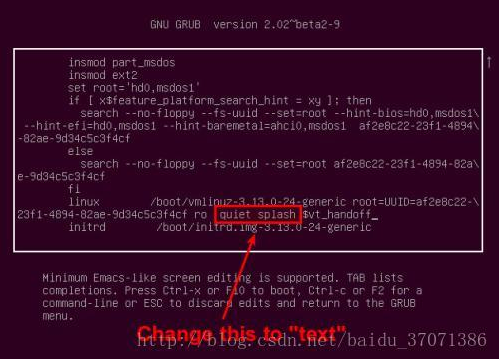 GNU GRUB version 2.02~beta2-9
insmod part_msdos
insmod ext2
set root='hd0,msdos1'
if [ x$feature_platform_search_hint = xy ]; then
search --no-floppy --fs-uuid --set=root --hint-bios=hd0,msdos1\
--hint-efi=hd0,msdos1 --hint-baremetal=ahci0,msdos1 af2e8c22-23f1-4894\
-82ae-9d34c5c3f4cf
else
search --no-floppy --fs-uuid --set=root af2e8c22-23f1-4894-82a\
e-9d34c5c3f4cf
fi
linux /boot/vmlinuz-3.13.0-24-generic root=UUID=af2e8c22-\
23f1-4894-82ae-9d34c5c3f4cf ro quiet splash $vt_handoff_
initrd /boot/initrd.img-3.13.0-24-generic
Minimum Emacs-like screen editing is supported. TAB lists
completions. Press Ctrl-x or F10 to boot, Ctrl-c or F2 for a
command-line or ESC to discard edits and return to the GRUB
menu.
Change this to "text"
http://blog.csdn.net/baidu_37071386